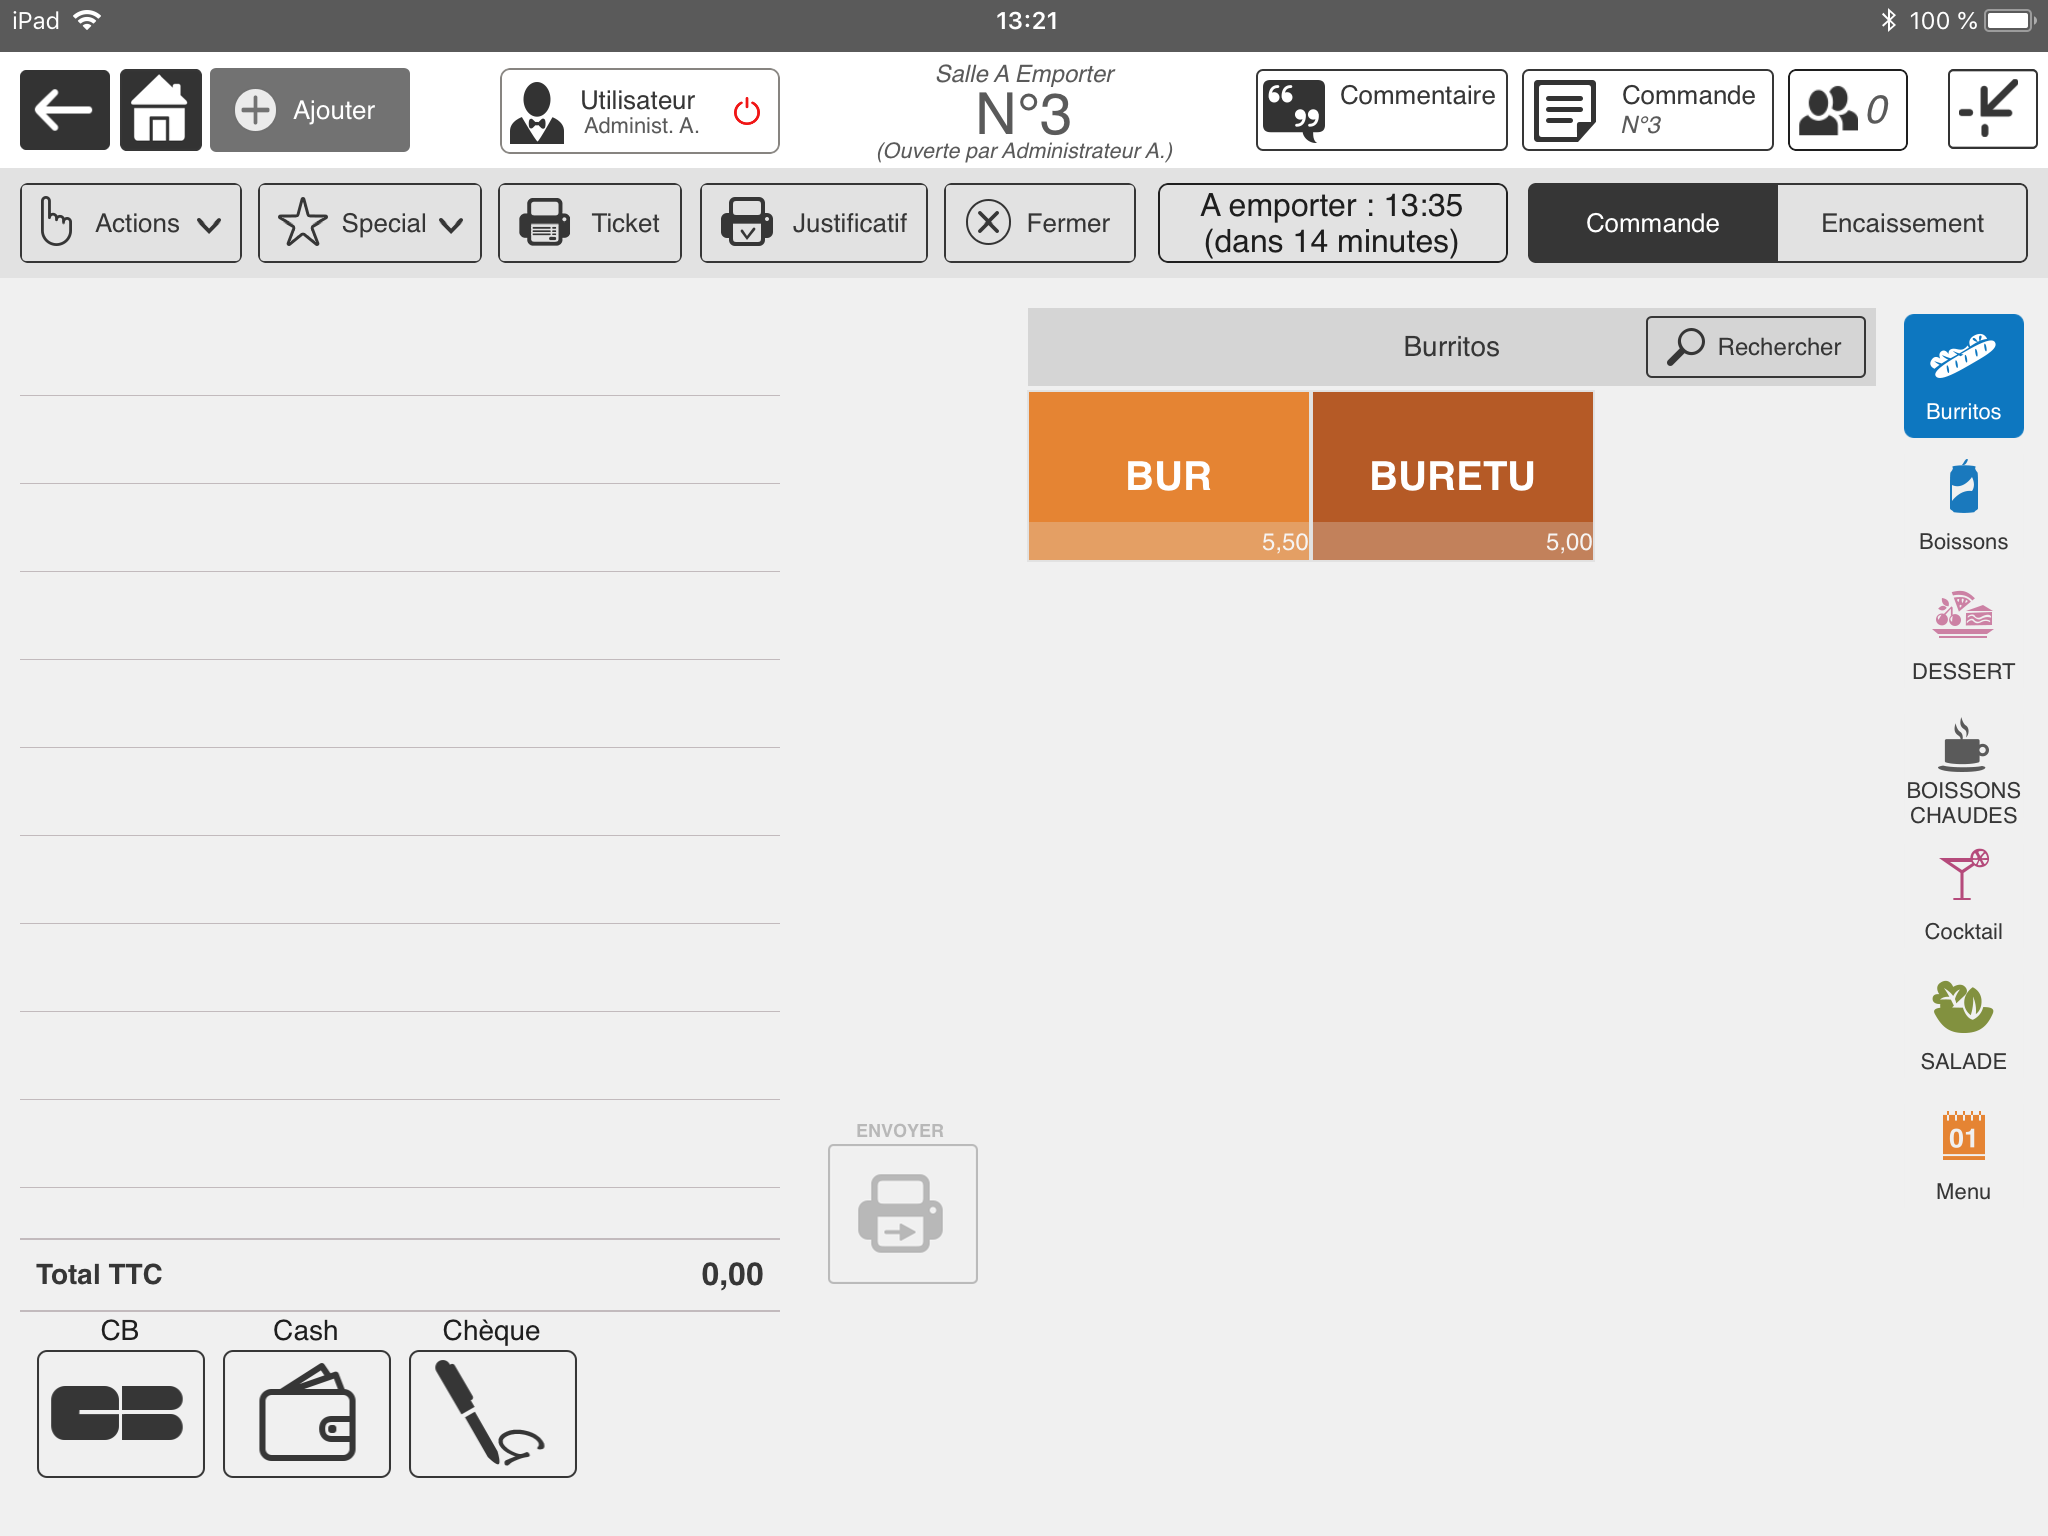 iPad
13:21
100 %
Ajouter
Utilisateur
Administ. A.
Salle A Emporter
N°3
(Ouverte par Administrateur A.)
Commentaire
Commande
N°3
0
Actions
Special
Ticket
Justificatif
Fermer
A emporter : 13:35
(dans 14 minutes)
Commande
Encaissement
Burritos
Rechercher
BUR
5,50
BURETU
5,00
Burritos
Boissons
DESSERT
BOISSONS
CHAUDES
Cocktail
SALADE
01
Menu
ENVOYER
Total TTC
0,00
CB
Cash
Chèque